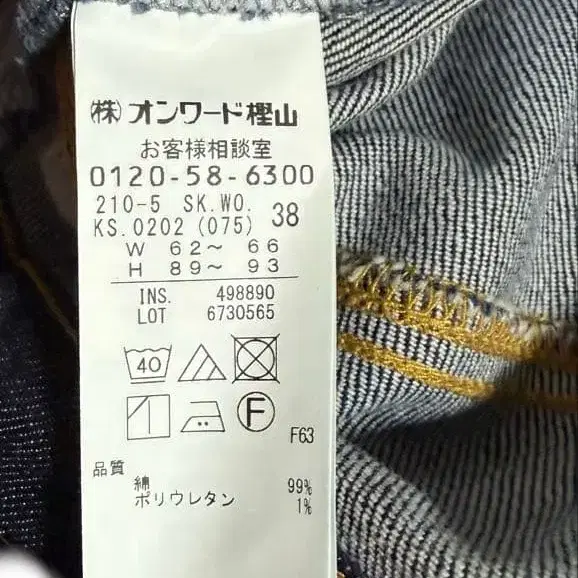 (株)オンワード樫山
お客様相談室
0120-58-6300
210-5 SK.WO. 38
KS.0202(075)
W 62〜 66
H 89〜 93
INS. 498890
LOT 6730565
40
F
F63
品質
綿 99%
ポリウレタン 1%